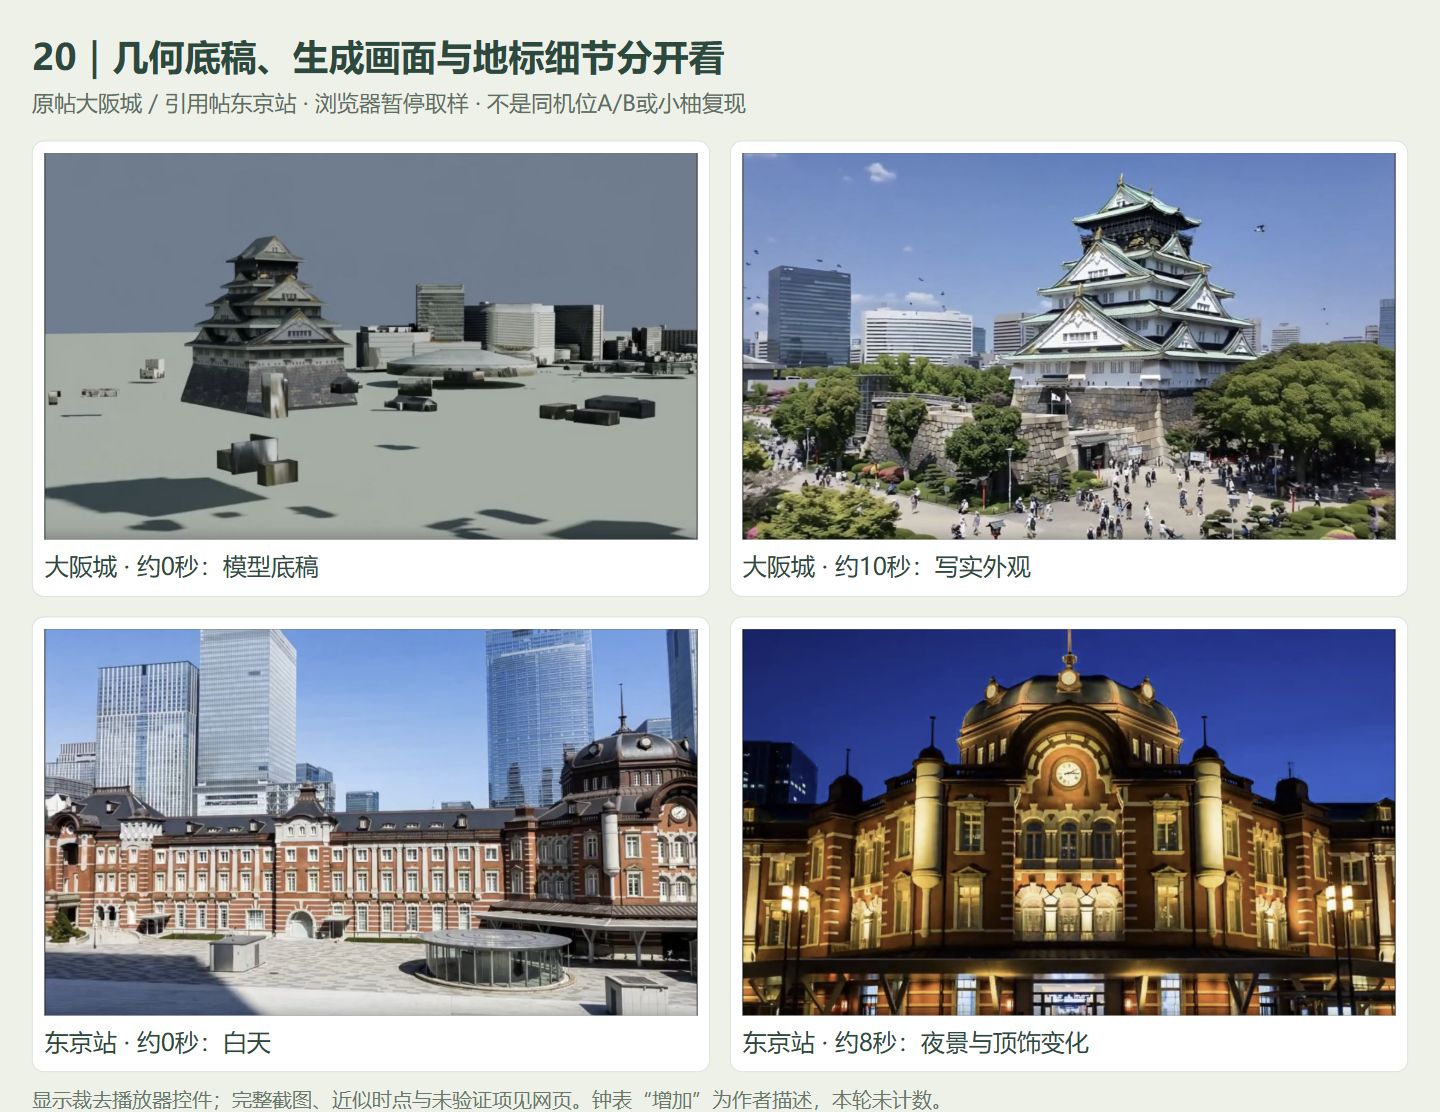 20｜几何底稿、生成画面与地标细节分开看
原帖大阪城 / 引用帖东京站 · 浏览器暂停取样 · 不是同机位A/B或小柚复现
大阪城 · 约0秒：模型底稿
大阪城 · 约10秒：写实外观
东京站 · 约0秒：白天
东京站 · 约8秒：夜景与顶饰变化
显示裁去播放器控件；完整截图、近似时点与未验证项见网页。钟表“增加”为作者描述，本轮未计数。